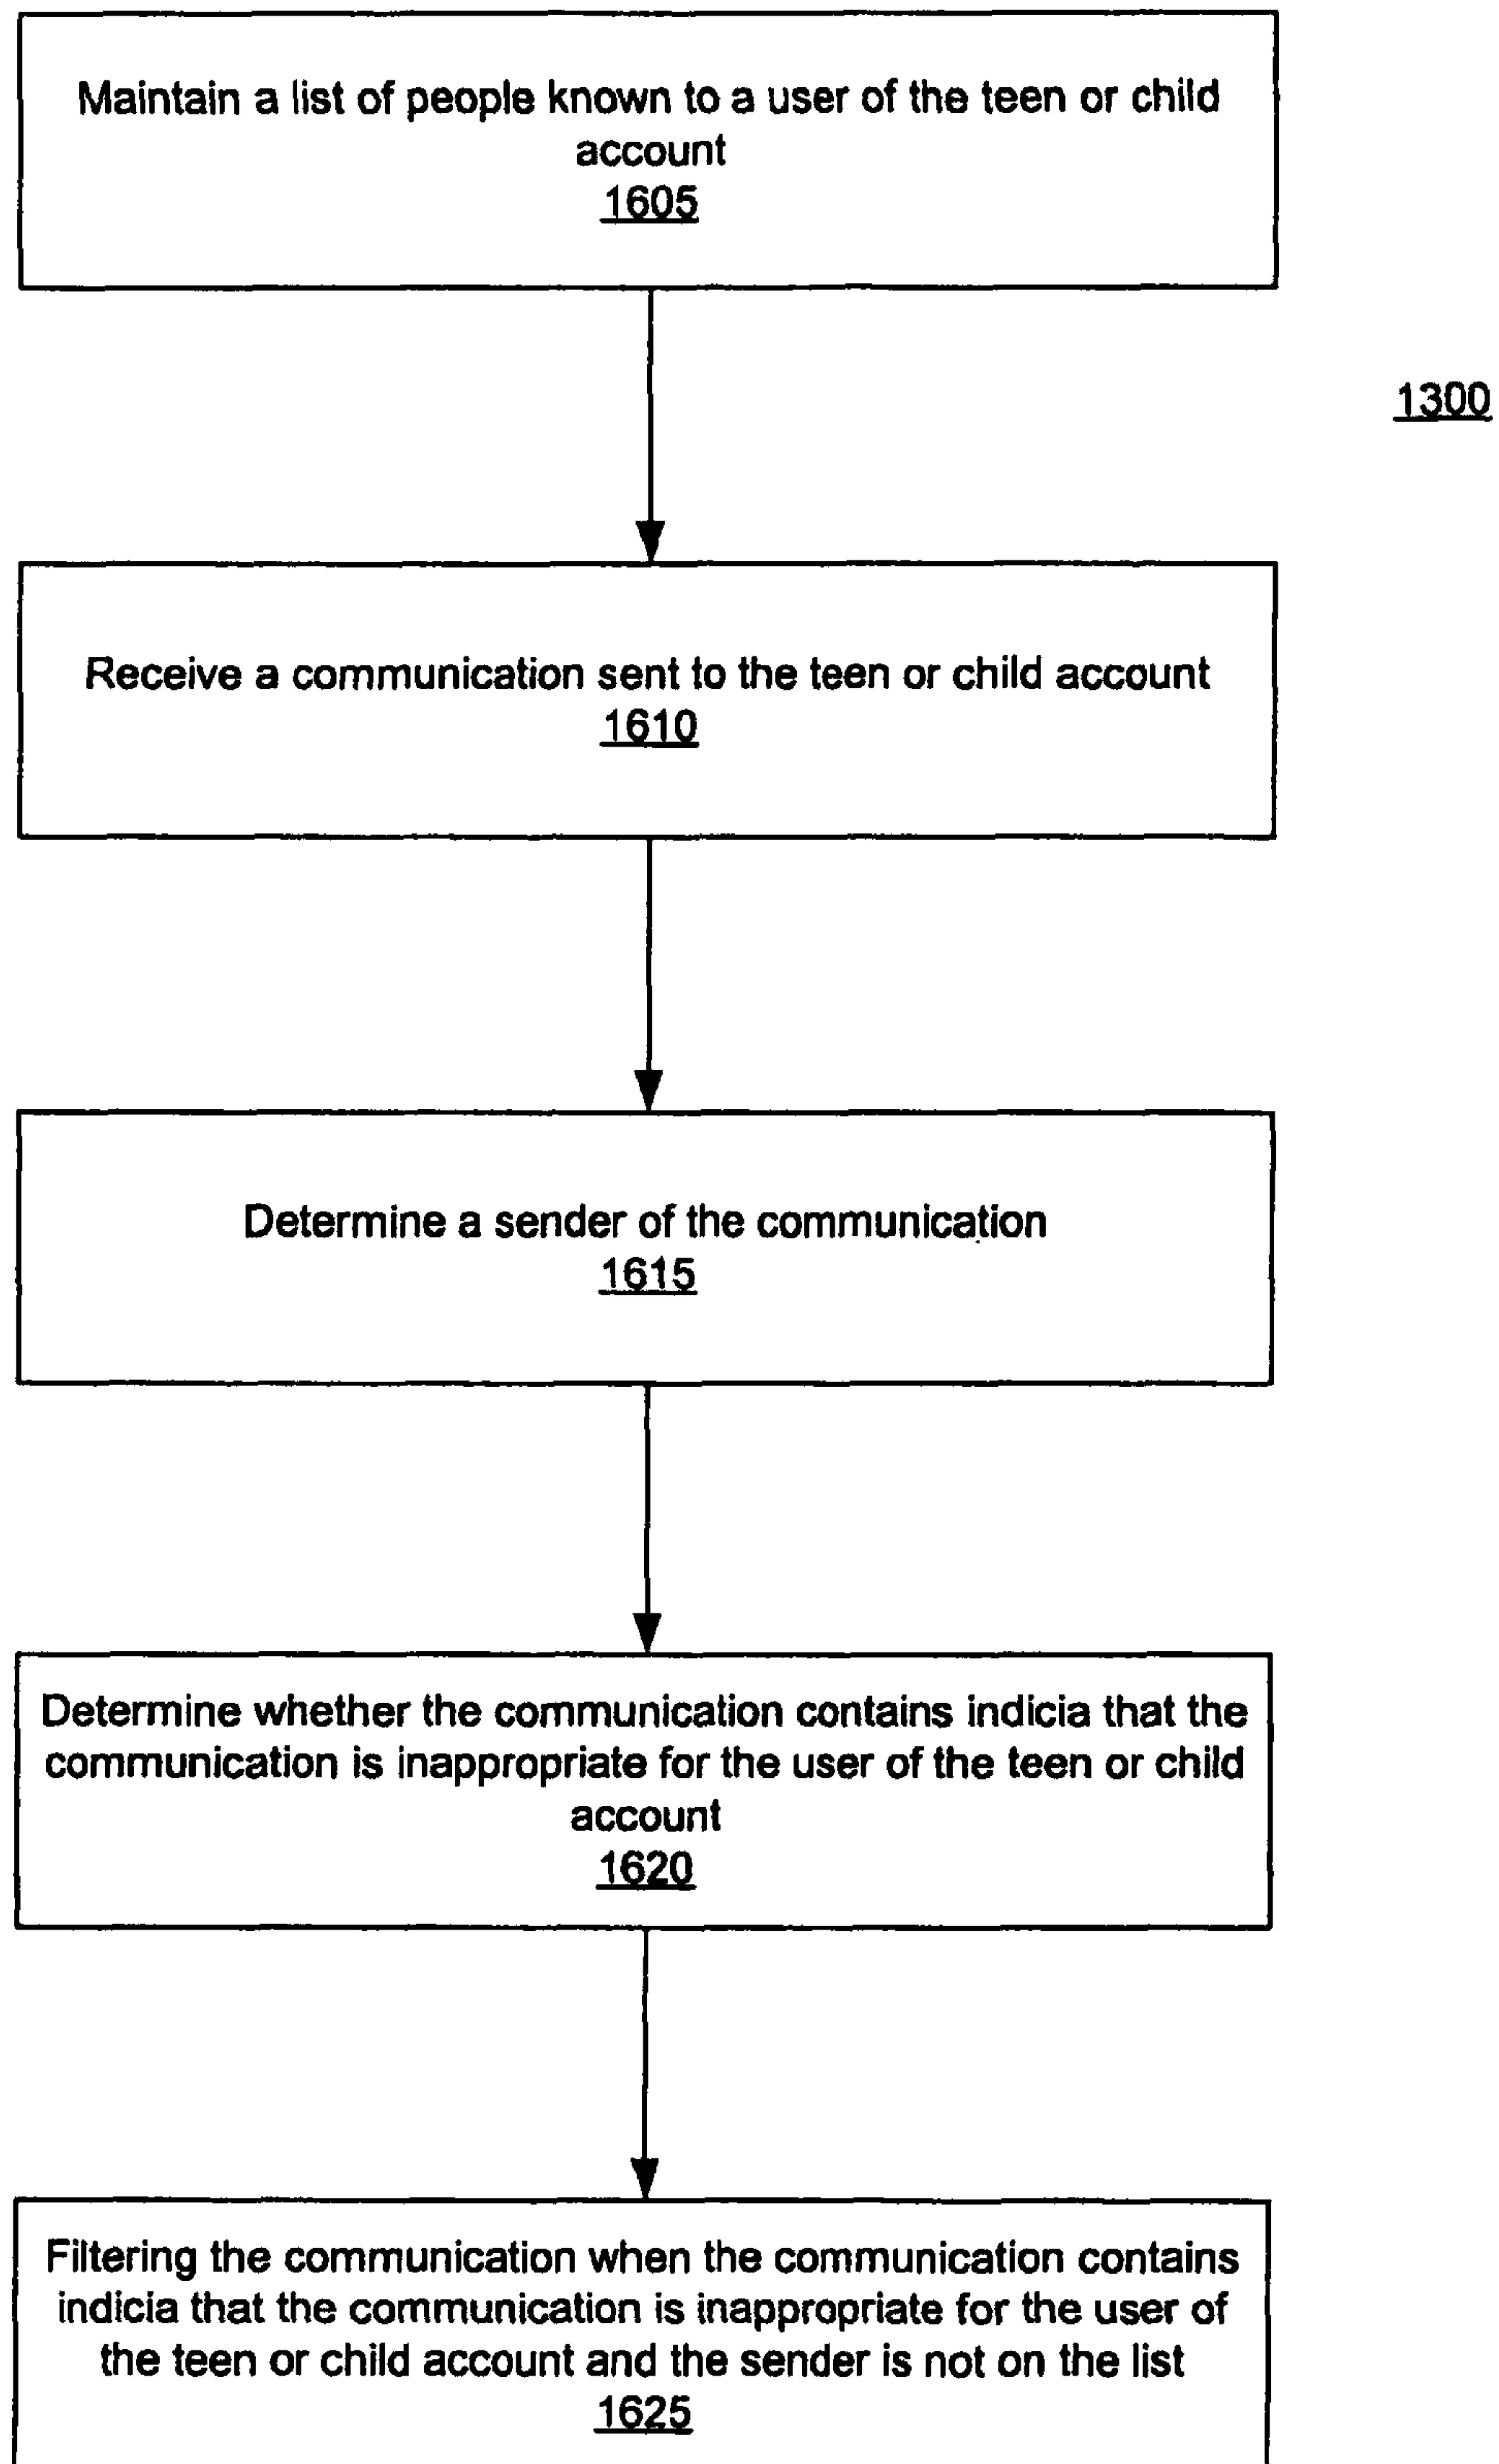 Maintain a list of people known to a user of the teen or child
account
1605
1300
Receive a communication sent to the teen or child account
1610
Determine a sender of the communication
1615
Determine whether the communication contains indicia that the
communication is inappropriate for the user of the teen or child
account
1620
Filtering the communication when the communication contains
indicia that the communication is inappropriate for the user of
the teen or child account and the sender is not on the list
1625